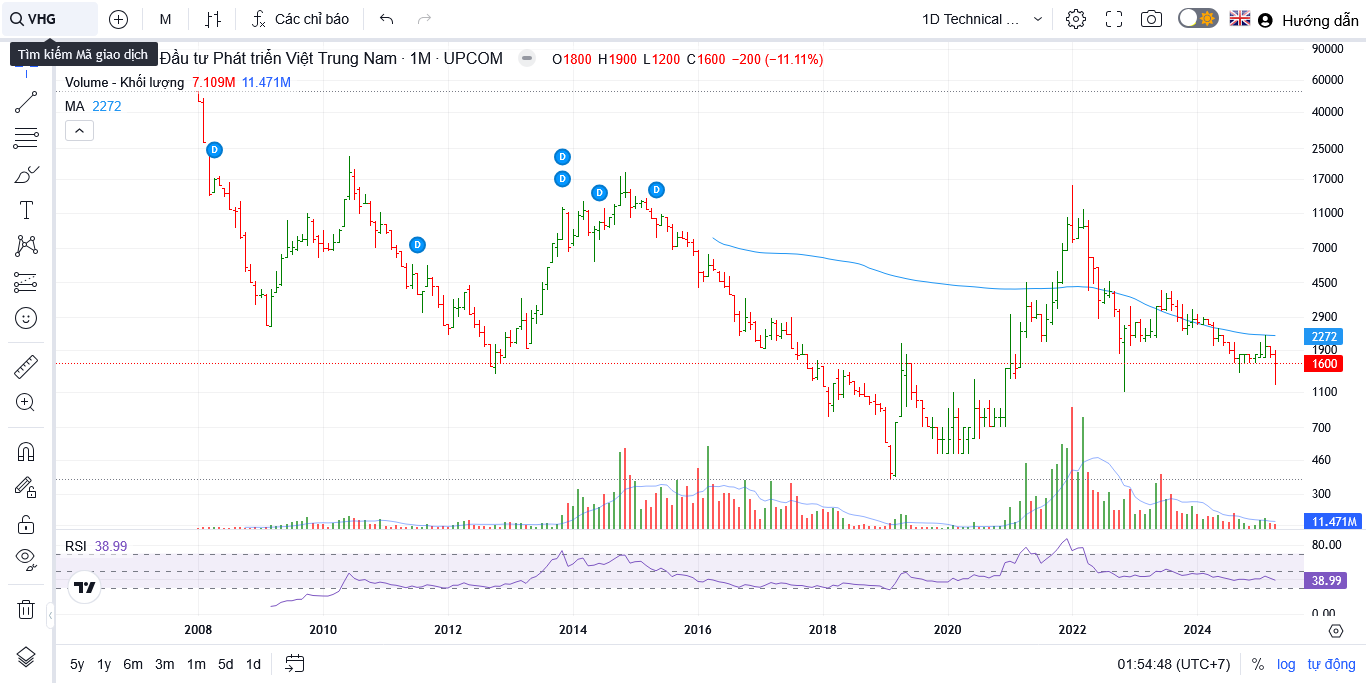 VHG
M
Các chỉ báo
1D Technical ...
Hướng dẫn
Tìm kiếm Mã giao dịch
Đầu tư Phát triển Việt Trung Nam · 1M · UPCOM
O1800 H1900 L1200 C1600 −200 (−11.11%)
Volume - Khối lượng 7.109M 11.471M
MA 2272
D
D
D
D
D
D
90000
60000
40000
25000
17000
11000
7000
4500
2900
2272
1900
1600
1100
700
460
300
11.471M
RSI 38.99
80.00
38.99
0.00
2008 2010 2012 2014 2016 2018 2020 2022 2024
5y 1y 6m 3m 1m 5d 1d
01:54:48 (UTC+7) % log tự động